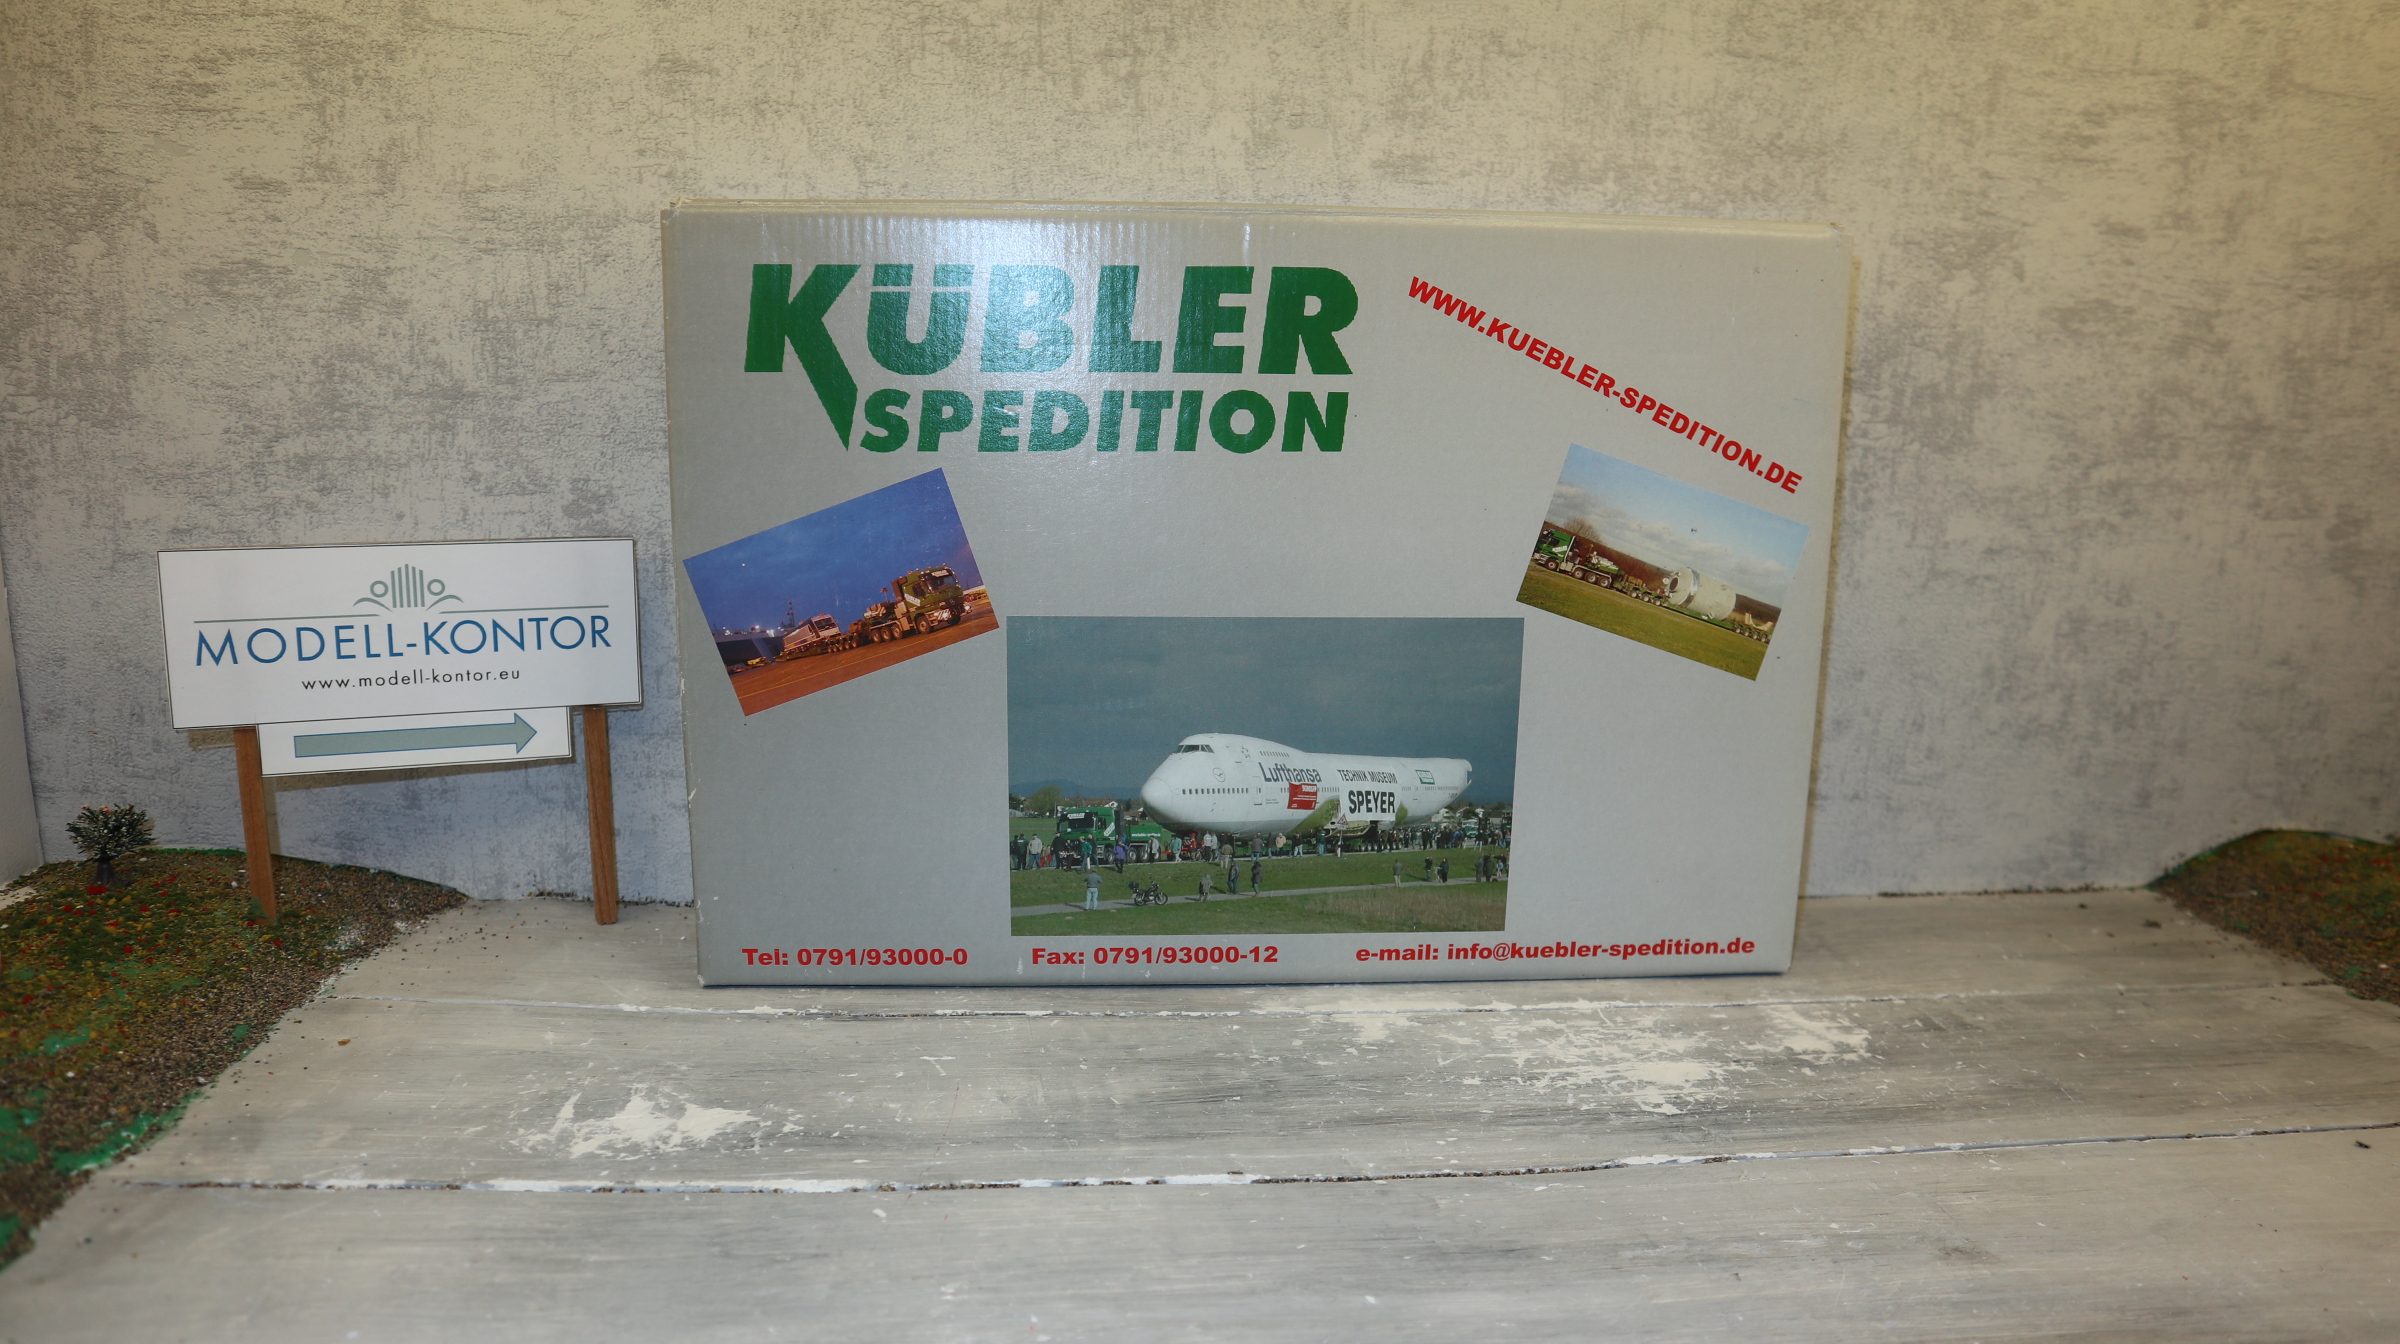 KÜBLER
SPEDITION
WWW.KUEBLER-SPEDITION.DE
MODELL-KONTOR
www.modell-kontor.eu
Lufthansa
TECHNIK MUSEUM
SPEYER
KÜBLER
Tel: 0791/93000-0
Fax: 0791/93000-12
e-mail: info@kuebler-spedition.de